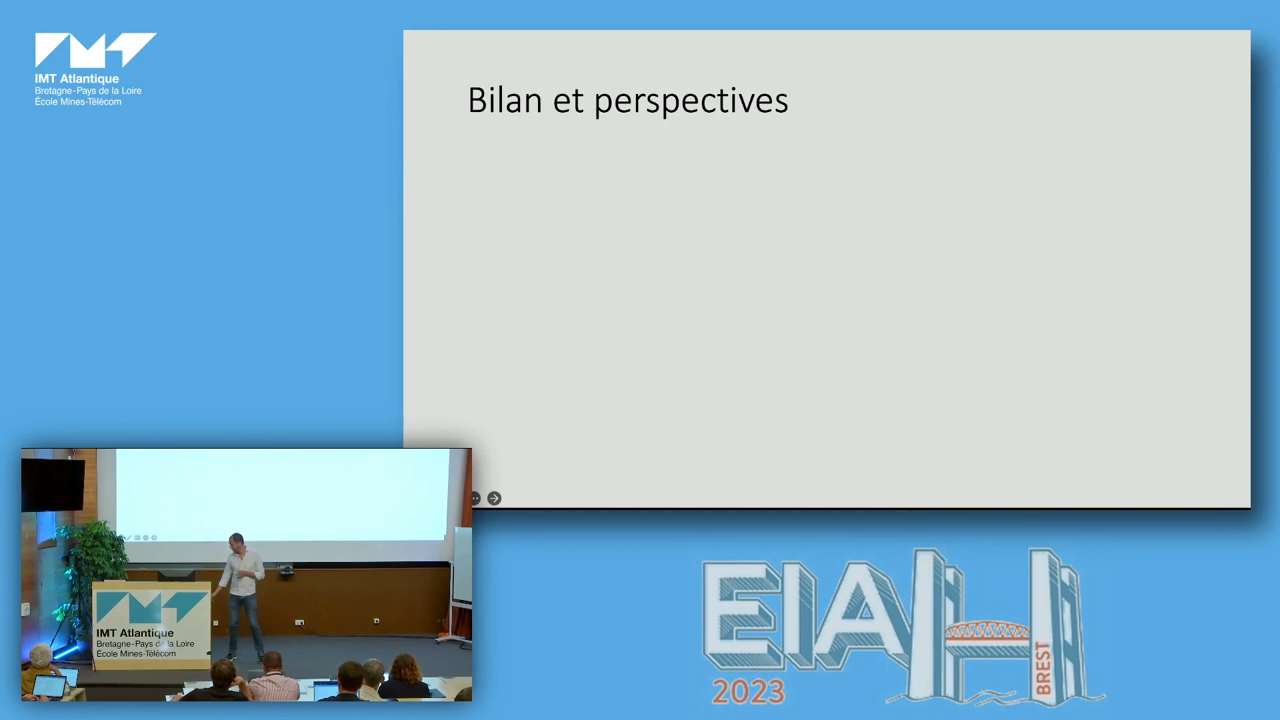 IMT Atlantique
Bretagne-Pays de la Loire
École Mines-Télécom
Bilan et perspectives
IMT Atlantique
Bretagne-Pays de la Loire
École Mines-Télécom
EIAH
2023
BREST